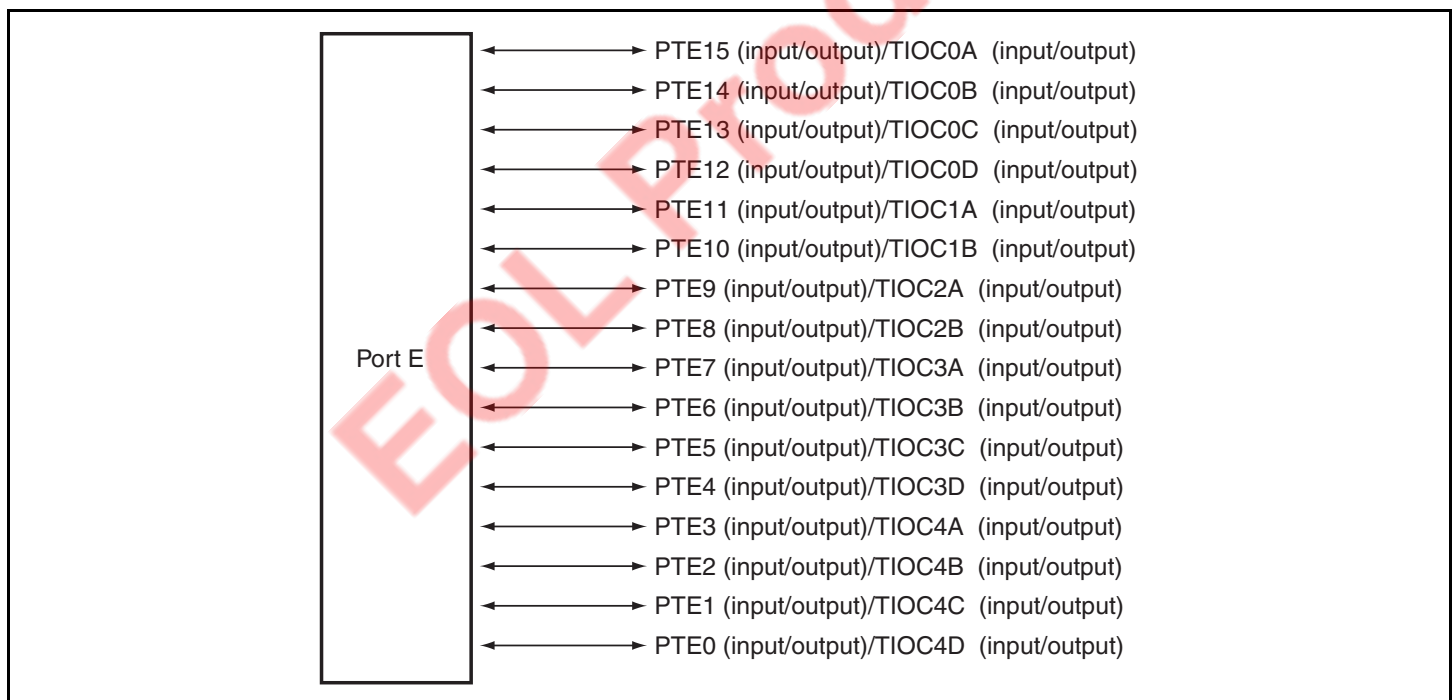 PTE15 (input/output)/TIOC0A (input/output)
PTE14 (input/output)/TIOC0B (input/output)
PTE13 (input/output)/TIOC0C (input/output)
PTE12 (input/output)/TIOC0D (input/output)
PTE11 (input/output)/TIOC1A (input/output)
PTE10 (input/output)/TIOC1B (input/output)
PTE9 (input/output)/TIOC2A (input/output)
PTE8 (input/output)/TIOC2B (input/output)
Port E
PTE7 (input/output)/TIOC3A (input/output)
PTE6 (input/output)/TIOC3B (input/output)
PTE5 (input/output)/TIOC3C (input/output)
PTE4 (input/output)/TIOC3D (input/output)
PTE3 (input/output)/TIOC4A (input/output)
PTE2 (input/output)/TIOC4B (input/output)
PTE1 (input/output)/TIOC4C (input/output)
PTE0 (input/output)/TIOC4D (input/output)
EOL